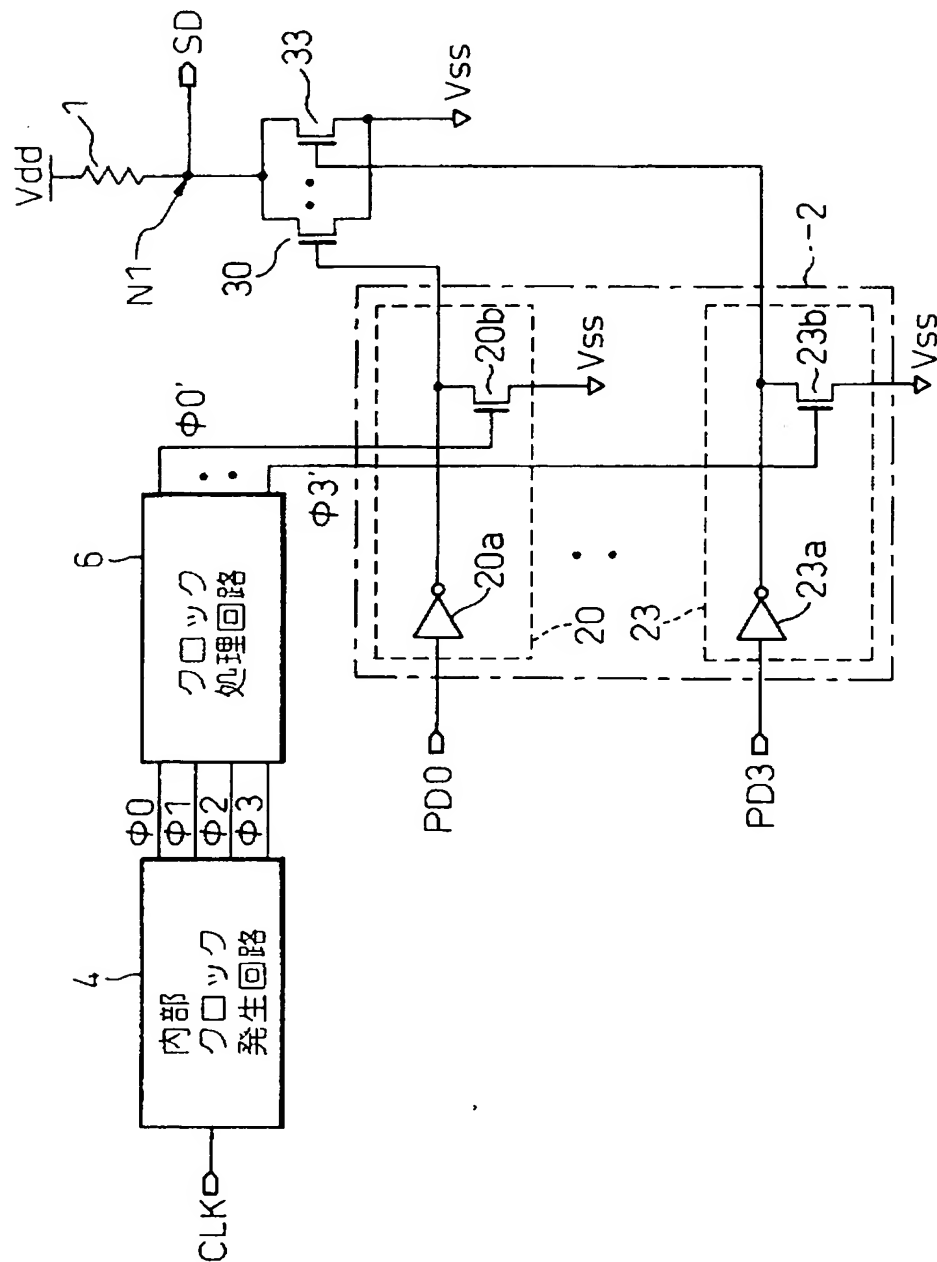 CLK
4
内部
クロック
発生回路
Φ0
Φ1
Φ2
Φ3
6
クロック
処理回路
Φ0'
Φ3'
Vdd
1
N1
SD
30
33
Vss
PD0
20a
20b
Vss
20
23
PD3
23a
23b
Vss
2